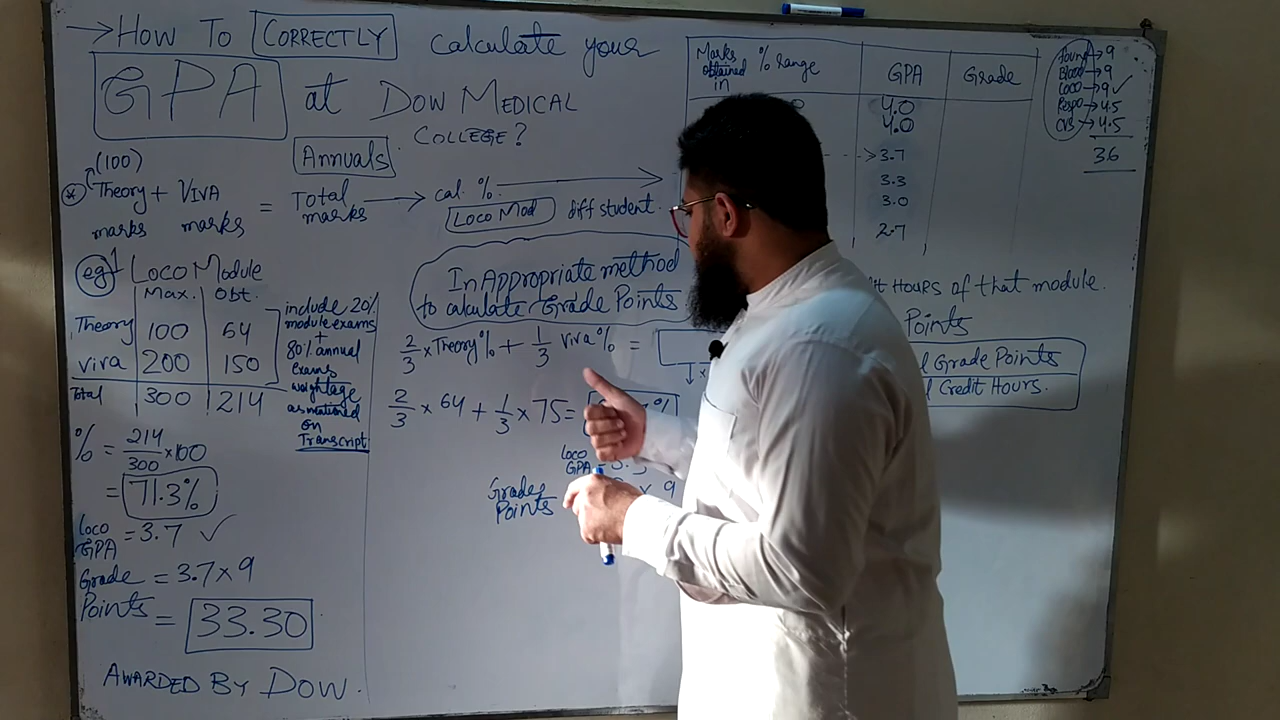 → HOW TO CORRECTLY calculate your
GPA at DOW MEDICAL
COLLEGE?
Annuals
(100)
* Theory + VIVA = Total → cal. % →
marks marks marks
Loco Mod diff student.
eg1 LOCO Module
Max. Obt.
Theory 100 64
viva 200 150
Total 300 214
include 20%
module exams
+
80% annual
exams
weightage
as mationed
on
Transcript
% = 214/300 × 100
= 71.3%
Loco GPA = 3.7 ✓
Grade Points = 3.7 × 9
= 33.30
AWARDED BY DOW.
InAppropriate method
to calculate Grade Points
2/3 × Theory% + 1/3 viva% =
2/3 × 64 + 1/3 × 75 = %
Loco
GPA =
Grade Points × 9
Marks obtained in % range GPA Grade
4.0
4.0
→ 3.7
3.3
3.0
2.7
Hours of that module.
Points
Grade Points
Credit Hours.
Found → 9
Blood → 9
Loco → 9 ✓
Respo → 4.5
CVS → 4.5
36